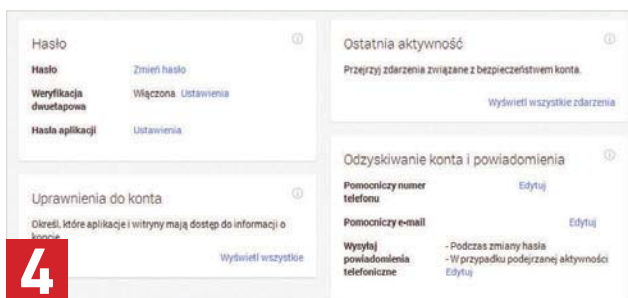 Hasło
Hasło Zmień hasło
Weryfikacja dwuetapowa Włączona Ustawienia
Hasła aplikacji Ustawienia
Uprawnienia do konta
Określ, które aplikacje i witryny mają dostęp do informacji o
koncie
Wyświetl wszystkie
4
Ostatnia aktywność
Przejrzyj zdarzenia związane z bezpieczeństwem konta.
Wyświetl wszystkie zdarzenia
Odzyskiwanie konta i powiadomienia
Pomocniczy numer telefonu Edytuj
Pomocniczy e-mail Edytuj
Wysyłaj powiadomienia telefoniczne
- Podczas zmiany hasła
- W przypadku podejrzanej aktywności
Edytuj